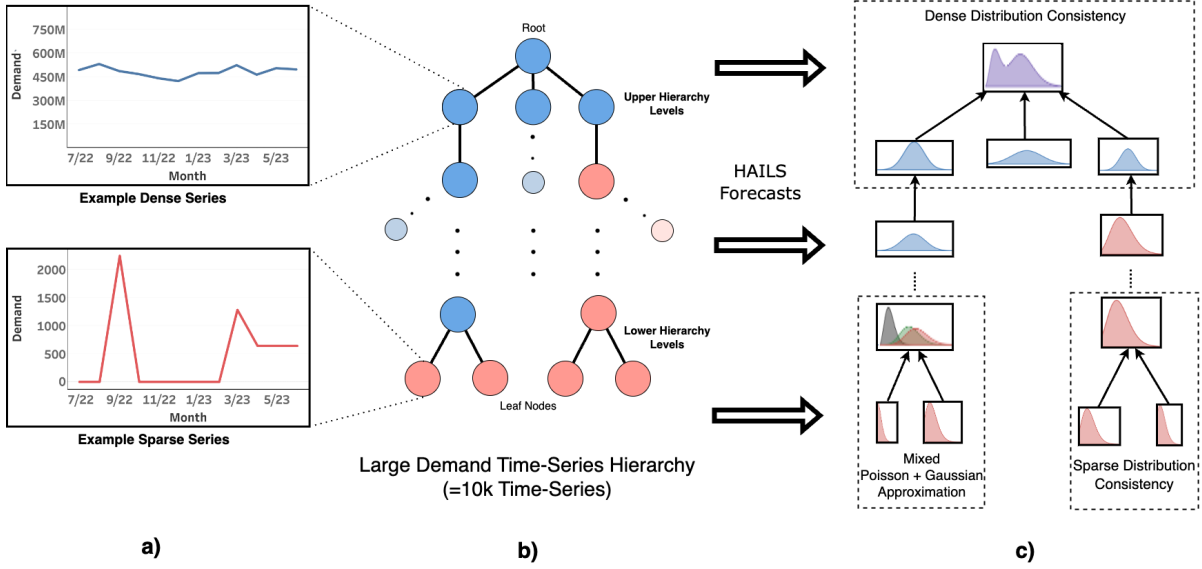 750M
600M
450M
300M
150M
Demand
7/22 9/22 11/22 1/23 3/23 5/23
Month
Example Dense Series
2000
1500
1000
500
0
Demand
7/22 9/22 11/22 1/23 3/23 5/23
Month
Example Sparse Series
a)
Root
Upper Hierarchy
Levels
Lower Hierarchy
Levels
Leaf Nodes
Large Demand Time-Series Hierarchy
(=10k Time-Series)
b)
HAILS
Forecasts
Dense Distribution Consistency
Mixed
Poisson + Gaussian
Approximation
Sparse Distribution
Consistency
c)